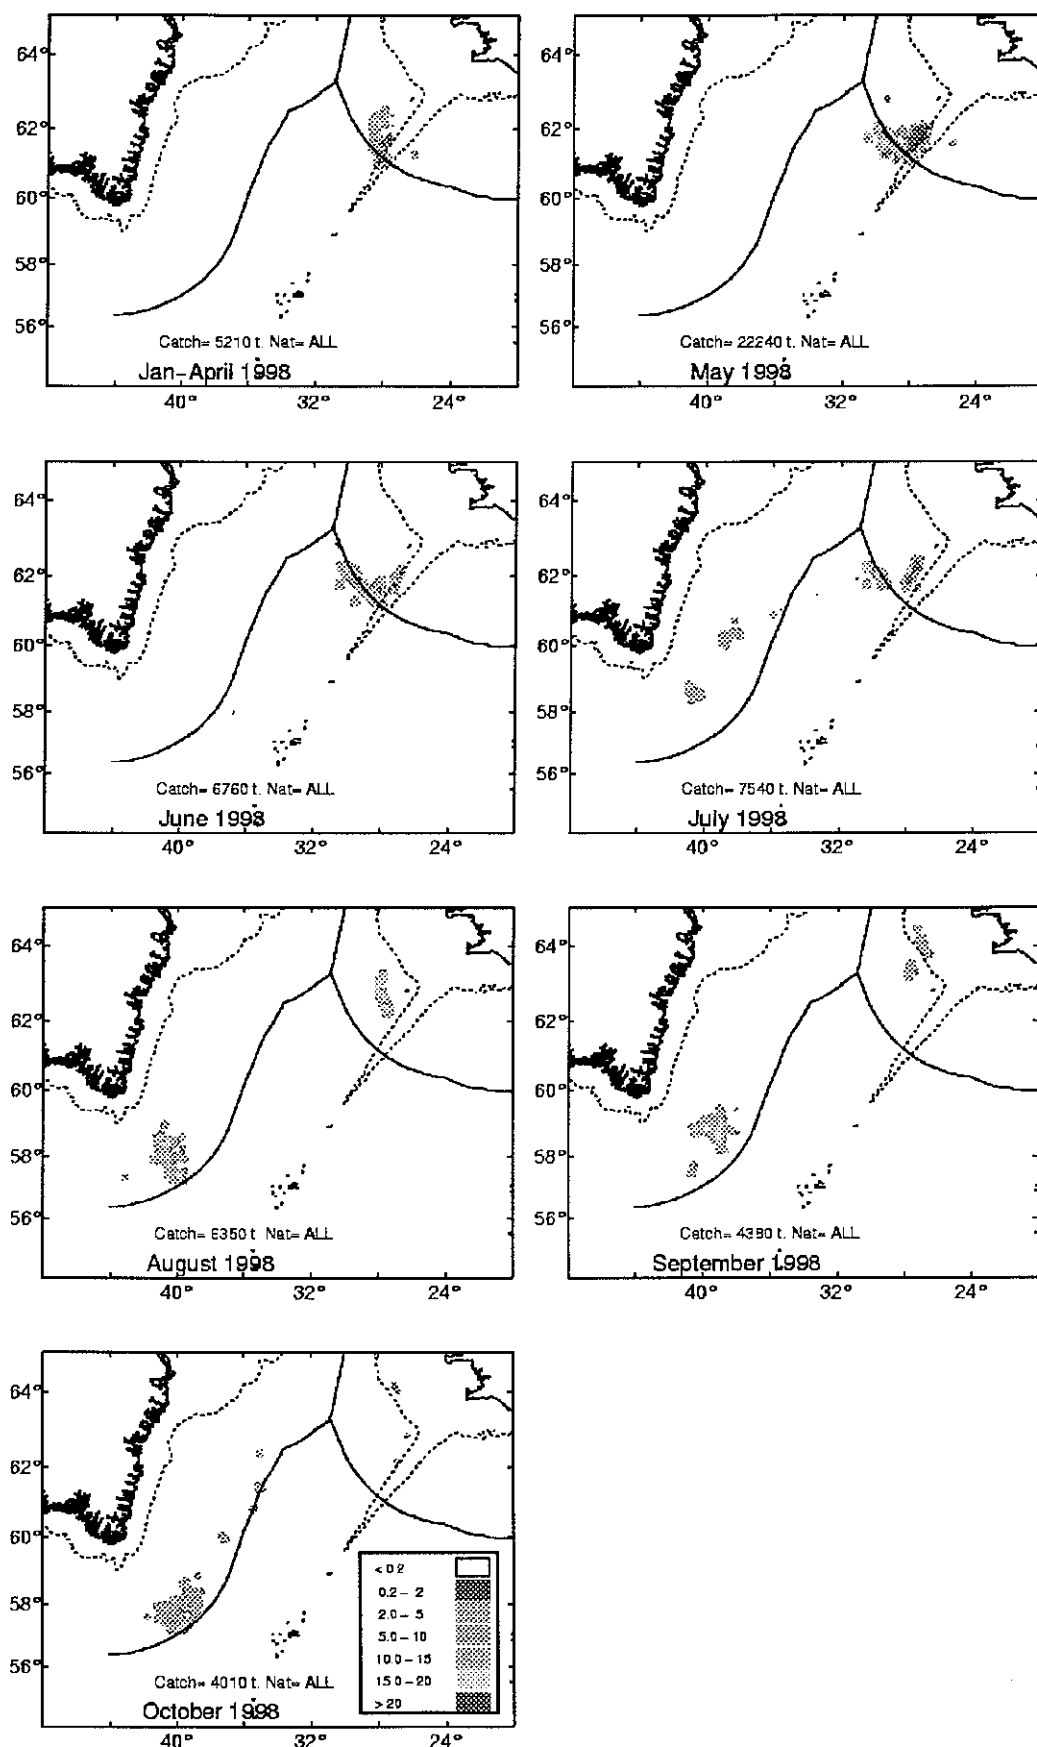 64°
62°
60°
58°
56°
Catch= 5210 t. Nat= ALL
Jan-April 1998
40° 32° 24°
64°
62°
60°
58°
56°
Catch= 22240 t. Nat= ALL
May 1998
40° 32° 24°
64°
62°
60°
58°
56°
Catch= 6760 t. Nat= ALL
June 1998
40° 32° 24°
64°
62°
60°
58°
56°
Catch= 7540 t. Nat= ALL
July 1998
40° 32° 24°
64°
62°
60°
58°
56°
Catch= 6350 t. Nat= ALL
August 1998
40° 32° 24°
64°
62°
60°
58°
56°
Catch= 4380 t. Nat= ALL
September 1998
40° 32° 24°
64°
62°
60°
58°
56°
Catch= 4010 t. Nat= ALL
October 1998
40° 32° 24°
< 0.2
0.2 - 2
2.0 - 5
5.0 - 10
10.0 - 15
15.0 - 20
> 20